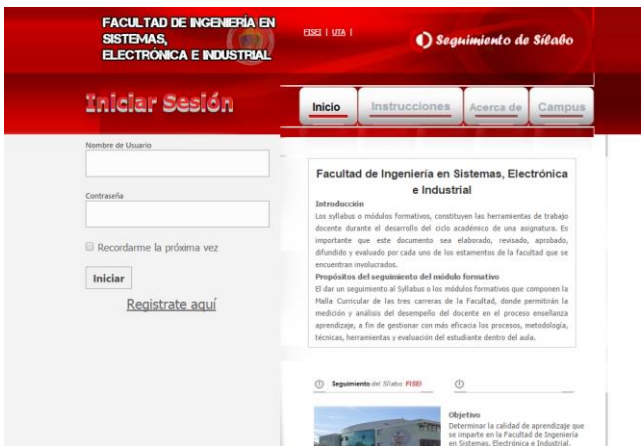 FACULTAD DE INGENIERÍA EN
SISTEMAS,
ELECTRÓNICA E INDUSTRIAL
FISEI | UTA |
Seguimiento de Sílabo
Iniciar Sesión
Inicio
Instrucciones
Acerca de
Campus
Nombre de Usuario
Contraseña
Recordarme la próxima vez
Iniciar
Registrate aquí
Facultad de Ingeniería en Sistemas, Electrónica
e Industrial
Introducción
Los syllabus o módulos formativos, constituyen las herramientas de trabajo
docente durante el desarrollo del ciclo académico de una asignatura. Es
importante que este documento sea elaborado, revisado, aprobado,
difundido y evaluado por cada uno de los estamentos de la facultad que se
encuentran involucrados.
Propósitos del seguimiento del módulo formativo
El dar un seguimiento al Syllabus o los módulos formativos que componen la
Malla Curricular de las tres carreras de la Facultad, donde permitirán la
medición y análisis del desempeño del docente en el proceso enseñanza
aprendizaje, a fin de gestionar con más eficacia los procesos, metodología,
técnicas, herramientas y evaluación del estudiante dentro del aula.
Seguimiento del Sílabo FISEI
Objetivo
Determinar la calidad de aprendizaje que
se imparte en la Facultad de Ingeniería
en Sistemas, Electrónica e Industrial,